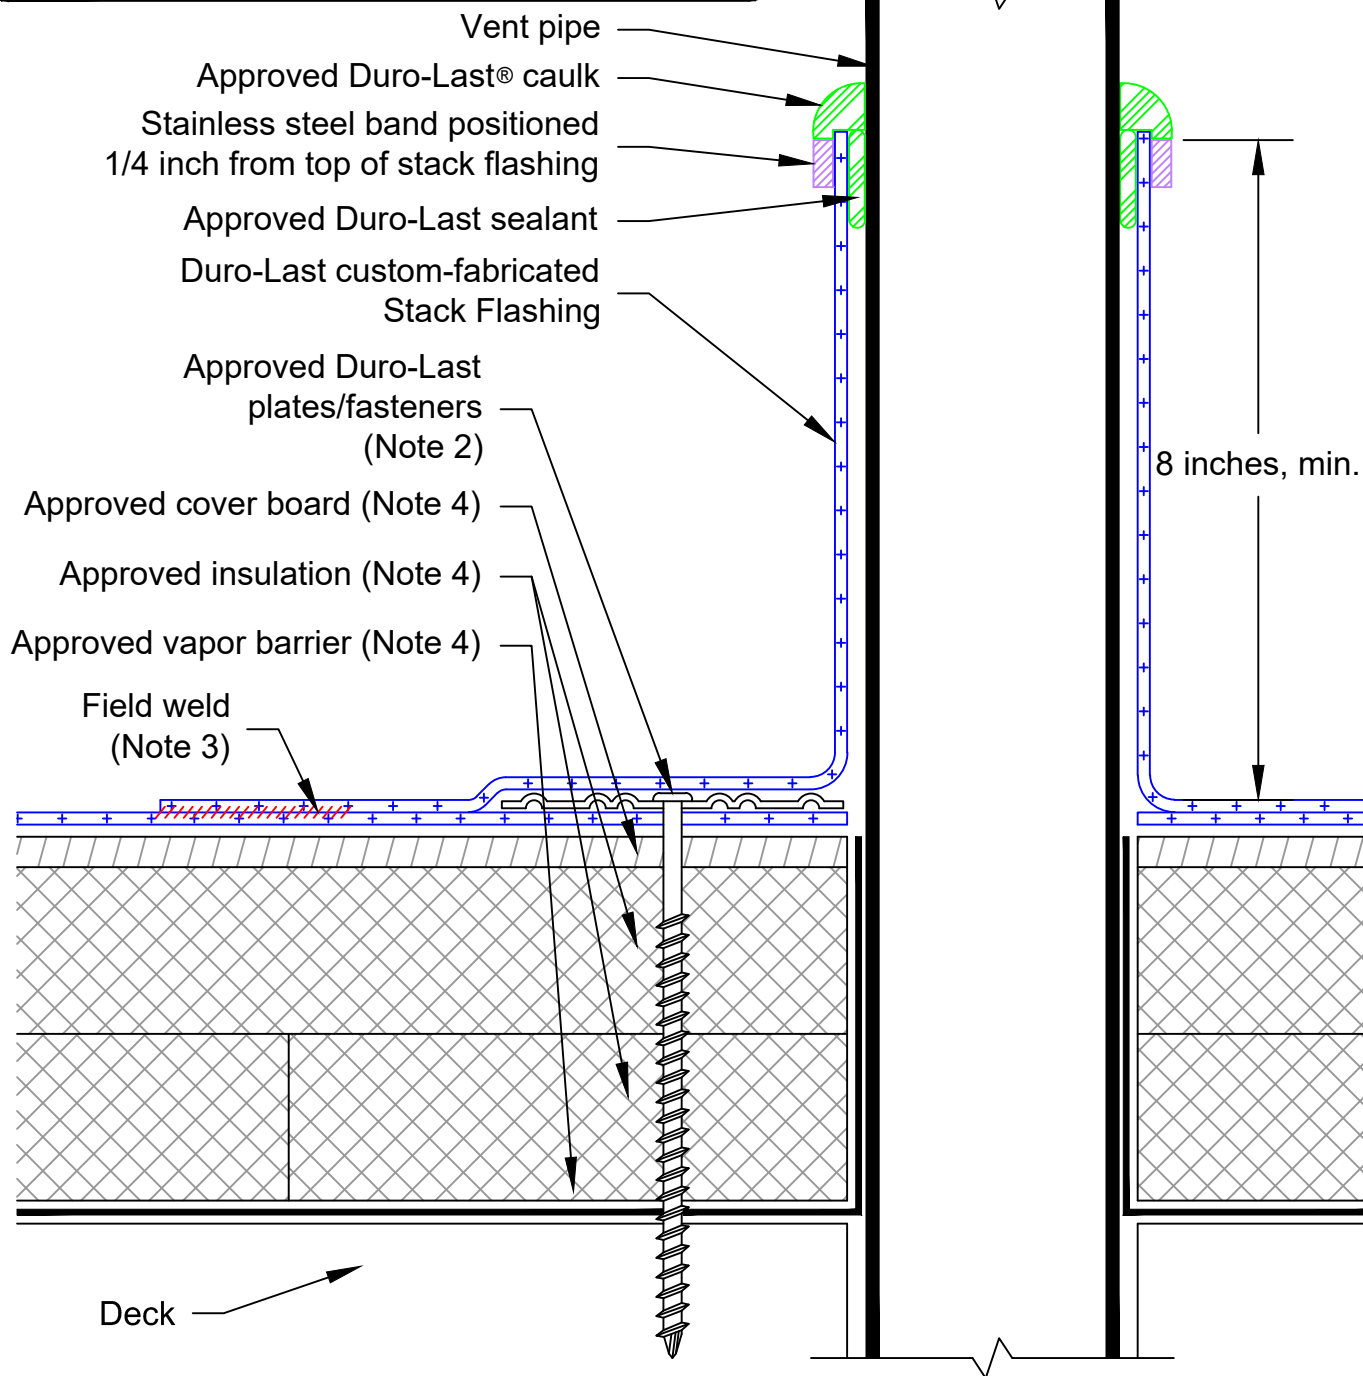 Vent pipe
Approved Duro-Last® caulk
Stainless steel band positioned
1/4 inch from top of stack flashing
Approved Duro-Last sealant
Duro-Last custom-fabricated
Stack Flashing
Approved Duro-Last
plates/fasteners
(Note 2)
8 inches, min.
Approved cover board (Note 4)
Approved insulation (Note 4)
Approved vapor barrier (Note 4)
Field weld
(Note 3)
Deck